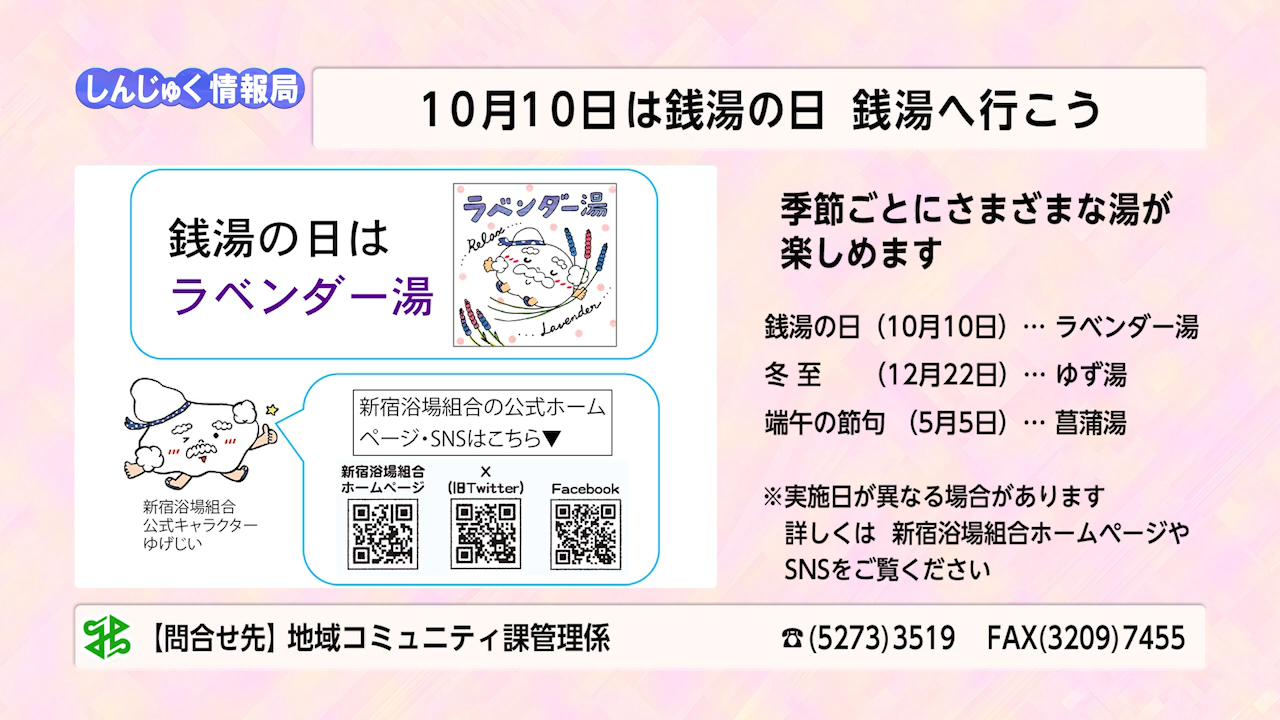 しんじゅく情報局
10月10日は銭湯の日 銭湯へ行こう
銭湯の日は
ラベンダー湯
ラベンダー湯
Relax
Lavender
新宿浴場組合の公式ホーム
ページ・SNSはこちら▼
新宿浴場組合
ホームページ
X
(旧Twitter)
Facebook
新宿浴場組合
公式キャラクター
ゆげじい
季節ごとにさまざまな湯が
楽しめます
銭湯の日(10月10日)… ラベンダー湯
冬 至 (12月22日)… ゆず湯
端午の節句 (5月5日)… 菖蒲湯
※実施日が異なる場合があります
詳しくは 新宿浴場組合ホームページや
SNSをご覧ください
【問合せ先】地域コミュニティ課管理係
☎(5273)3519 FAX(3209)7455